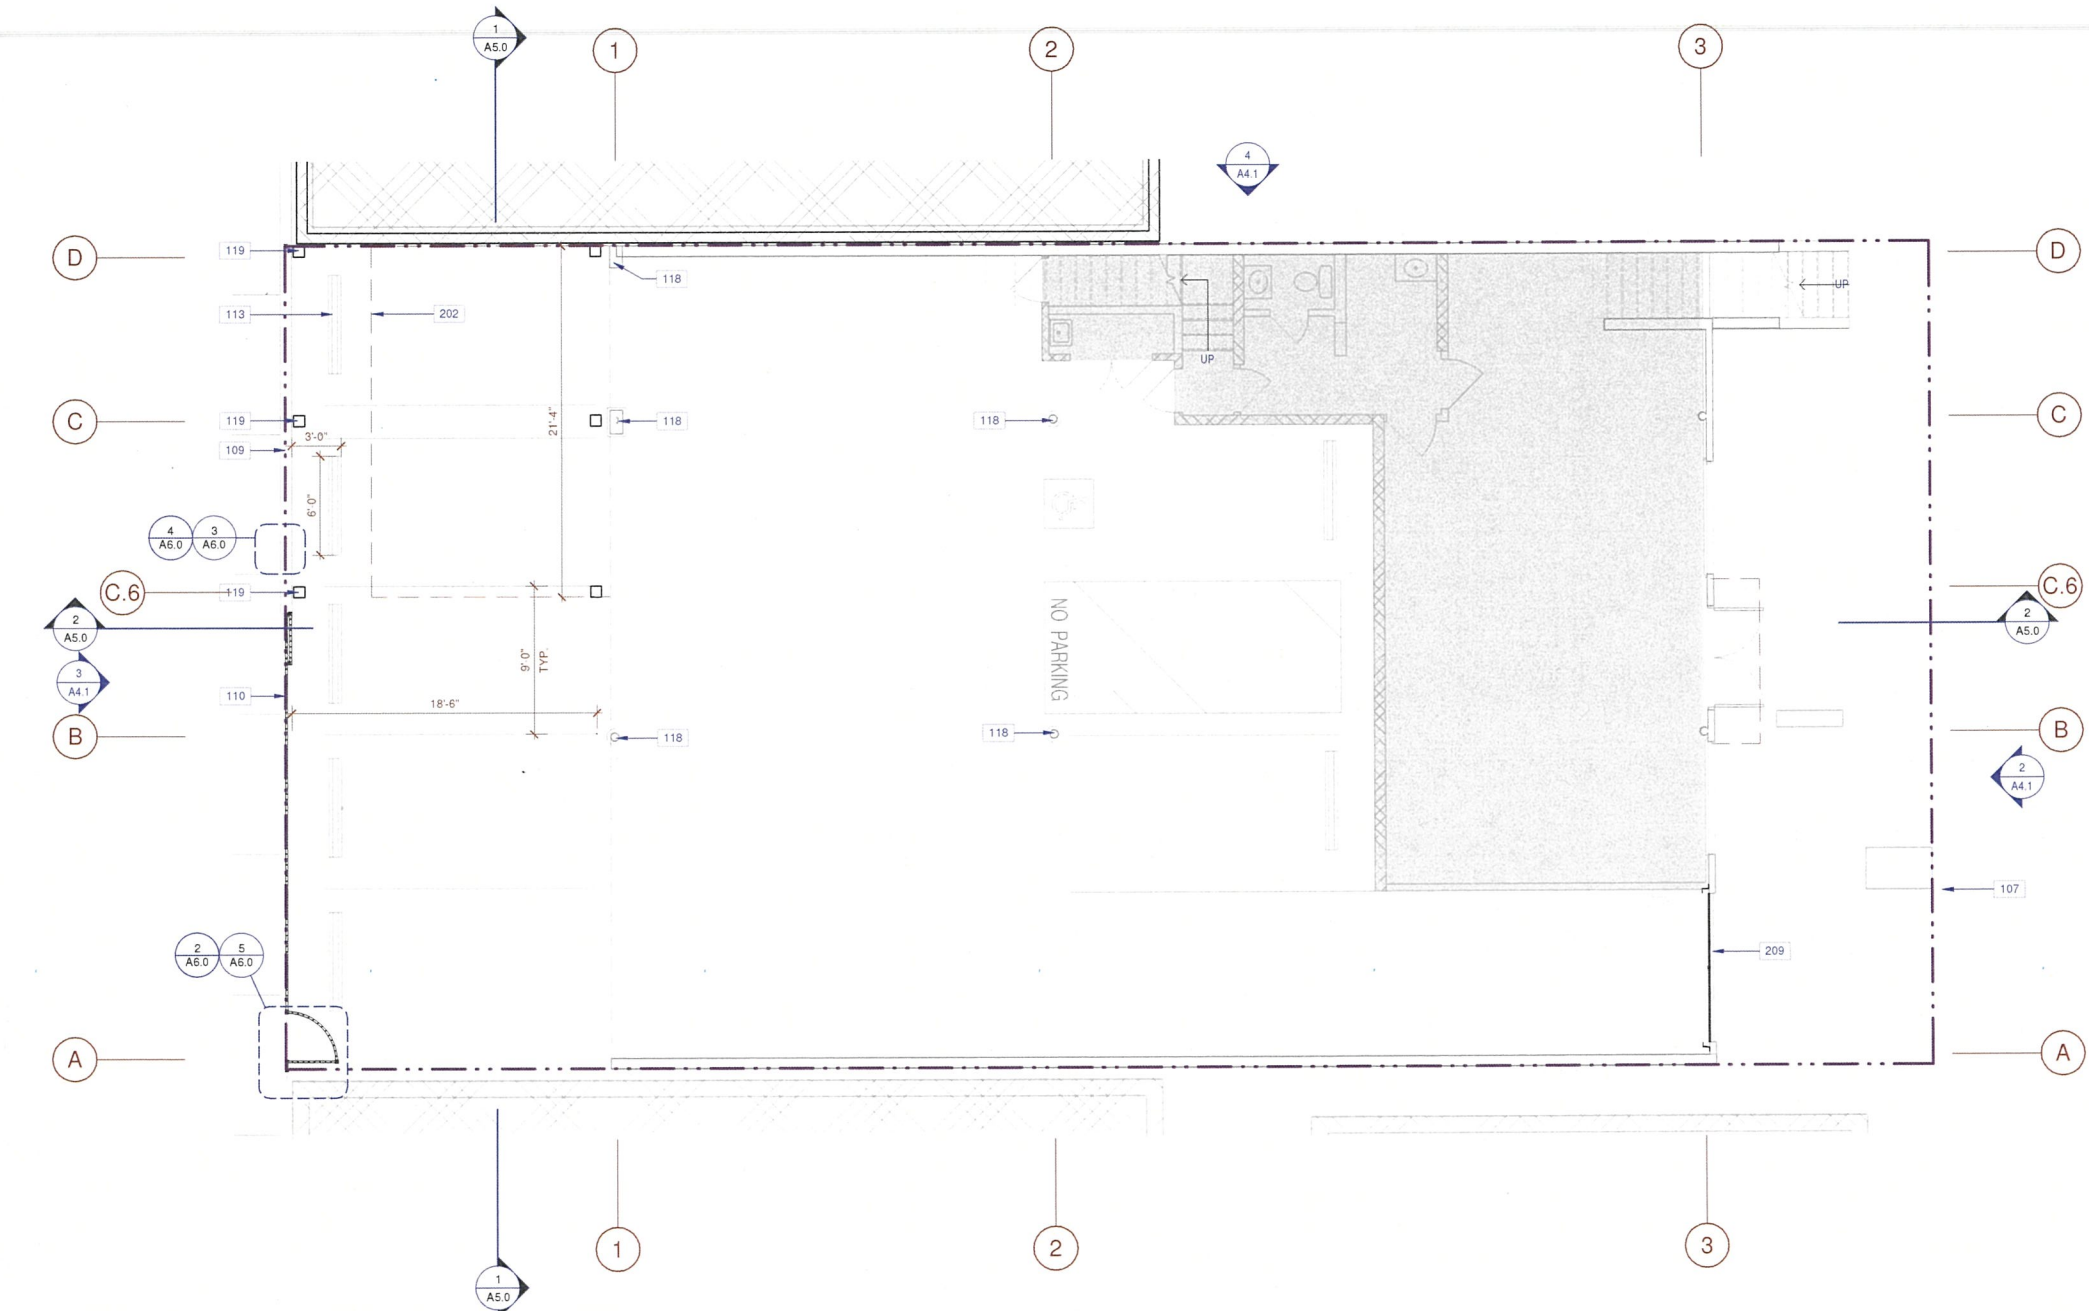 1
A5.0
1
2
3
4
A4.1
D
119
118
D
UP
113
202
UP
C
119
21'-4"
118
118
C
3'-0"
109
6'-0"
4
A6.0
3
A6.0
C.6
119
C.6
2
A5.0
NO PARKING
2
A5.0
9'-0"
TYP.
3
A4.1
110
18'-6"
B
118
118
B
2
A4.1
107
2
A6.0
5
A6.0
209
A
A
1
2
3
1
A5.0